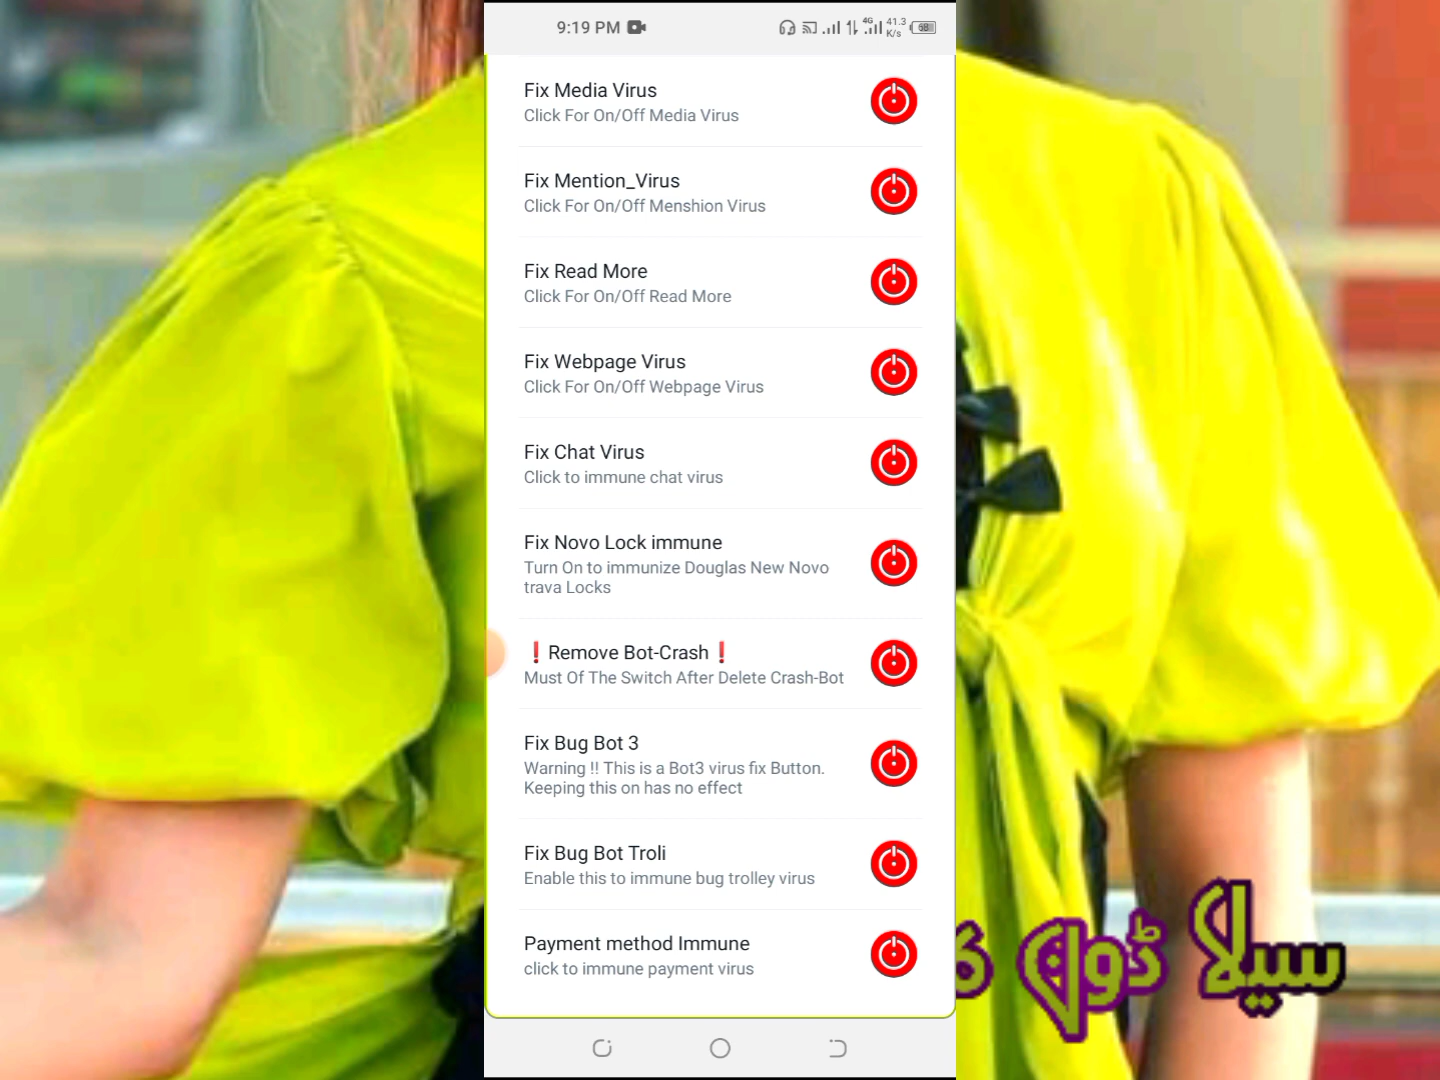 9:19 PM
4G
41.3
K/s
68
Fix Media Virus
Click For On/Off Media Virus
Fix Mention_Virus
Click For On/Off Menshion Virus
Fix Read More
Click For On/Off Read More
Fix Webpage Virus
Click For On/Off Webpage Virus
Fix Chat Virus
Click to immune chat virus
Fix Novo Lock immune
Turn On to immunize Douglas New Novo
trava Locks
❗Remove Bot-Crash❗
Must Of The Switch After Delete Crash-Bot
Fix Bug Bot 3
Warning !! This is a Bot3 virus fix Button.
Keeping this on has no effect
Fix Bug Bot Troli
Enable this to immune bug trolley virus
Payment method Immune
click to immune payment virus
سیلا ڈون